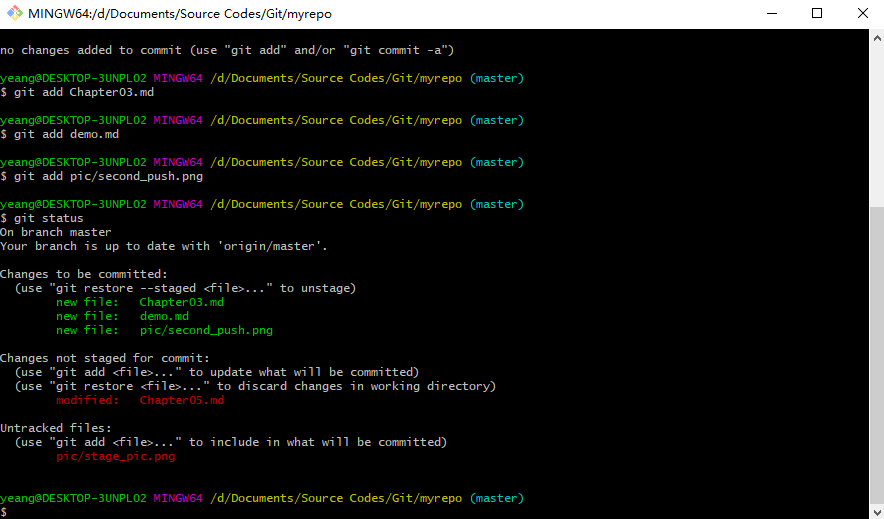 MINGW64:/d/Documents/Source Codes/Git/myrepo
no changes added to commit (use "git add" and/or "git commit -a")
yeang@DESKTOP-3UNPLO2 MINGW64 /d/Documents/Source Codes/Git/myrepo (master)
$ git add Chapter03.md
yeang@DESKTOP-3UNPLO2 MINGW64 /d/Documents/Source Codes/Git/myrepo (master)
$ git add demo.md
yeang@DESKTOP-3UNPLO2 MINGW64 /d/Documents/Source Codes/Git/myrepo (master)
$ git add pic/second_push.png
yeang@DESKTOP-3UNPLO2 MINGW64 /d/Documents/Source Codes/Git/myrepo (master)
$ git status
On branch master
Your branch is up to date with 'origin/master'.
Changes to be committed:
  (use "git restore --staged <file>..." to unstage)
        new file:   Chapter03.md
        new file:   demo.md
        new file:   pic/second_push.png
Changes not staged for commit:
  (use "git add <file>..." to update what will be committed)
  (use "git restore <file>..." to discard changes in working directory)
        modified:   Chapter05.md
Untracked files:
  (use "git add <file>..." to include in what will be committed)
        pic/stage_pic.png
yeang@DESKTOP-3UNPLO2 MINGW64 /d/Documents/Source Codes/Git/myrepo (master)
$